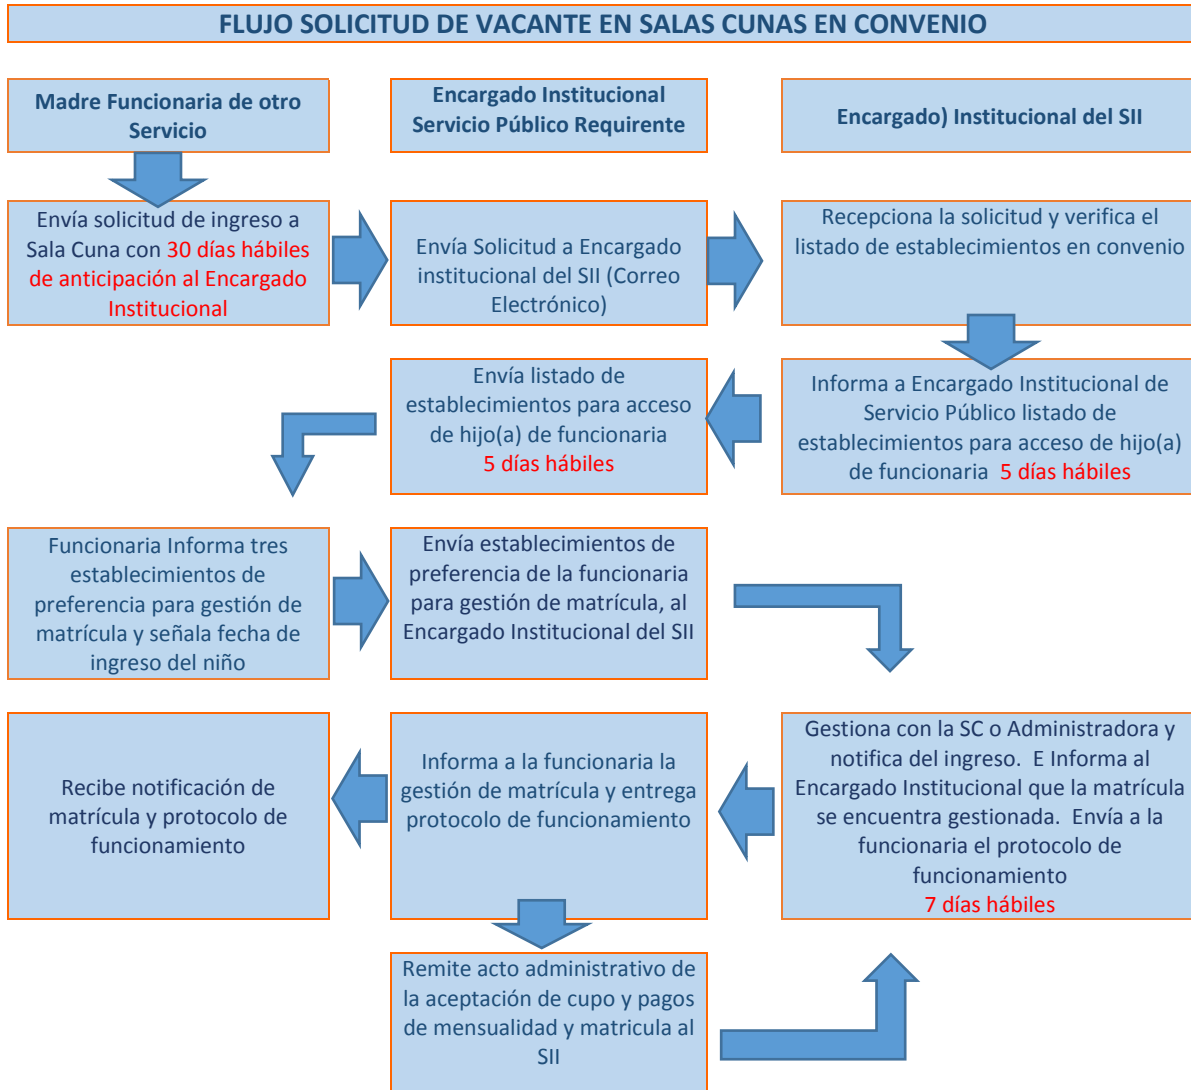 FLUJO SOLICITUD DE VACANTE EN SALAS CUNAS EN CONVENIO
Madre Funcionaria de otro
Servicio
Encargado Institucional
Servicio Público Requirente
Encargado) Institucional del SII
Envía solicitud de ingreso a
Sala Cuna con 30 días hábiles
de anticipación al Encargado
Institucional
Envía Solicitud a Encargado
institucional del SII (Correo
Electrónico)
Recepciona la solicitud y verifica el
listado de establecimientos en convenio
Informa a Encargado Institucional de
Servicio Público listado de
establecimientos para acceso de hijo(a)
de funcionaria 5 días hábiles
Envía listado de
establecimientos para acceso
de hijo(a) de funcionaria
5 días hábiles
Funcionaria Informa tres
establecimientos de
preferencia para gestión de
matrícula y señala fecha de
ingreso del niño
Envía establecimientos de
preferencia de la funcionaria
para gestión de matrícula, al
Encargado Institucional del SII
Gestiona con la SC o Administradora y
notifica del ingreso. E Informa al
Encargado Institucional que la matrícula
se encuentra gestionada. Envía a la
funcionaria el protocolo de
funcionamiento
7 días hábiles
Informa a la funcionaria la
gestión de matrícula y entrega
protocolo de funcionamiento
Recibe notificación de
matrícula y protocolo de
funcionamiento
Remite acto administrativo de
la aceptación de cupo y pagos
de mensualidad y matricula al
SII